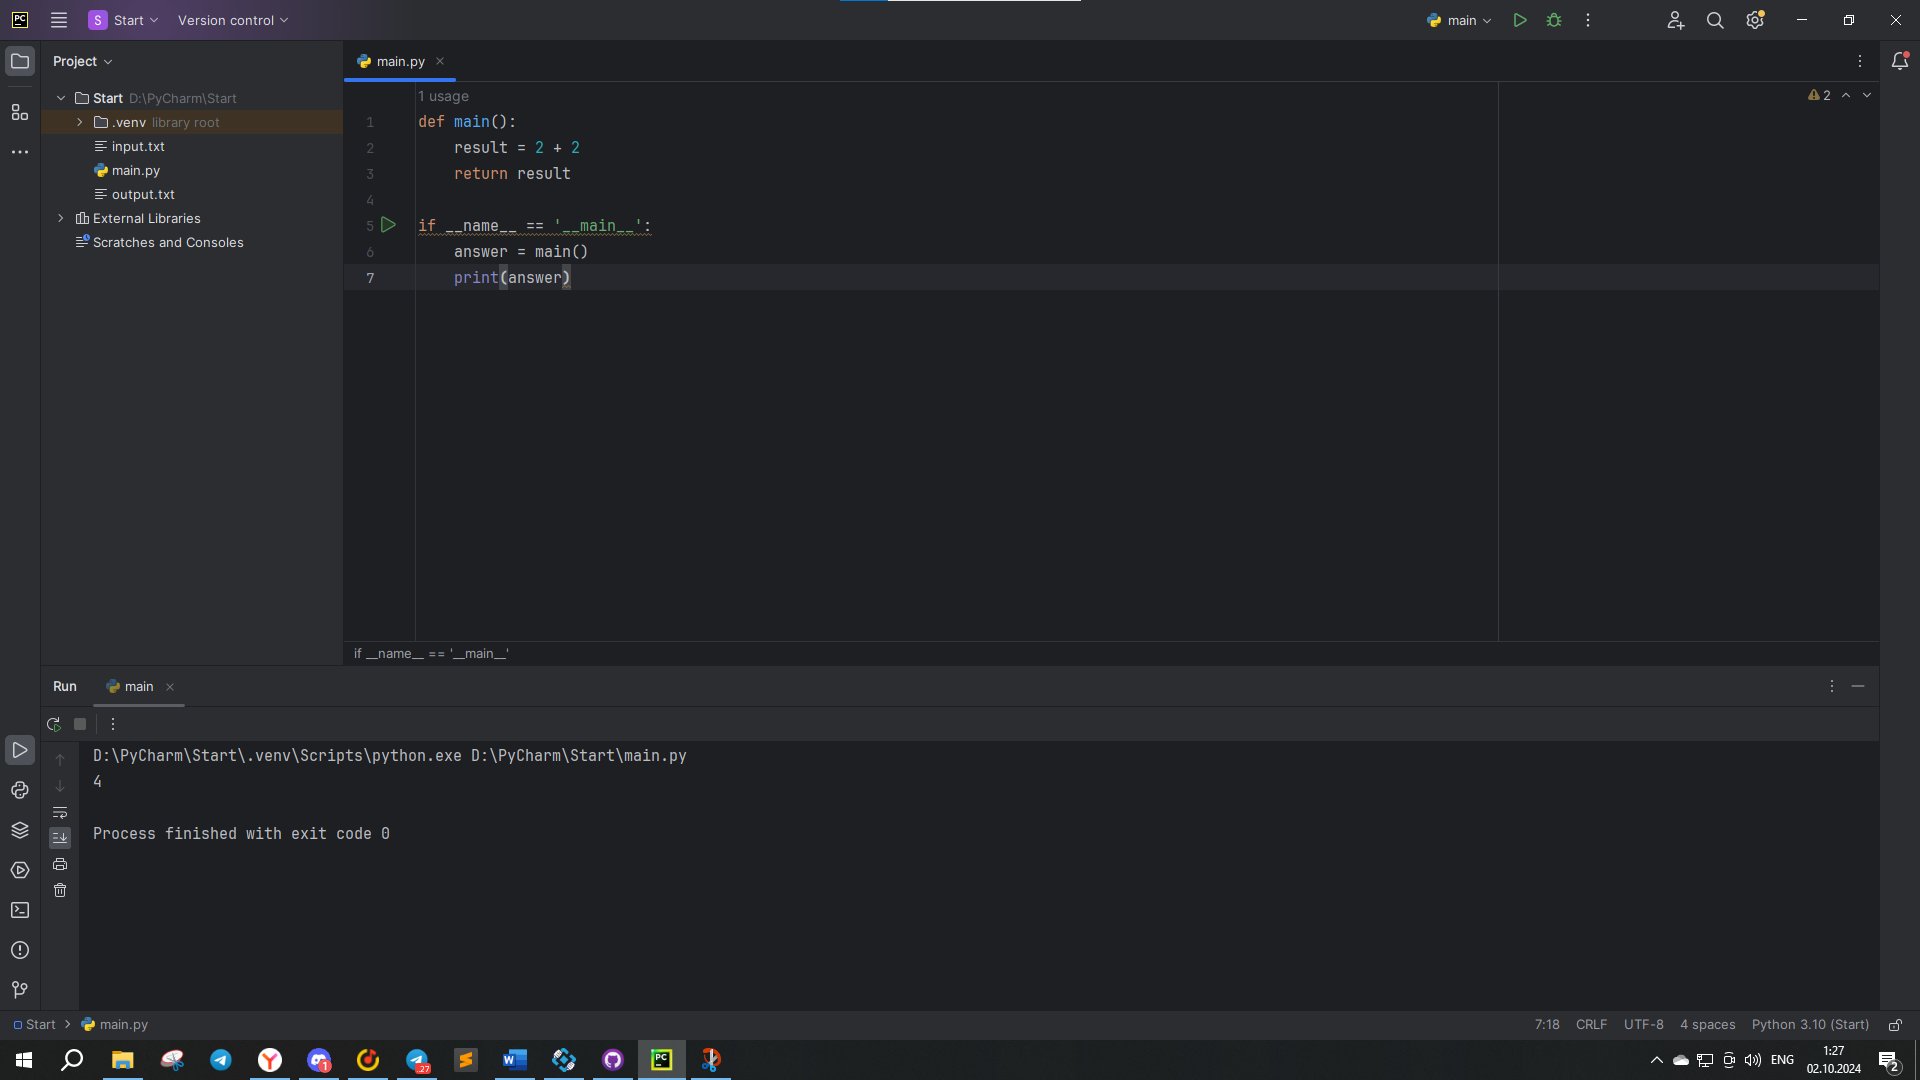 PC S Start Version control main
Project
main.py
Start D:\PyCharm\Start
.venv library root
input.txt
main.py
output.txt
External Libraries
Scratches and Consoles
1 usage
2
1 def main():
2 result = 2 + 2
3 return result
4
5 if __name__ == '__main__':
6 answer = main()
7 print(answer)
if __name__ == '__main__'
Run main
D:\PyCharm\Start\.venv\Scripts\python.exe D:\PyCharm\Start\main.py
4
Process finished with exit code 0
Start main.py
7:18 CRLF UTF-8 4 spaces Python 3.10 (Start)
Y 1 27 S W PC
ENG
1:27
02.10.2024
2